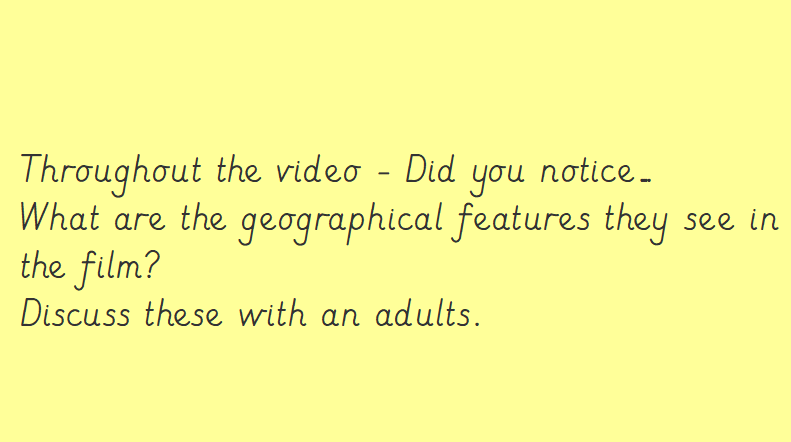 Throughout the video - Did you notice…
What are the geographical features they see in
the film?
Discuss these with an adults.